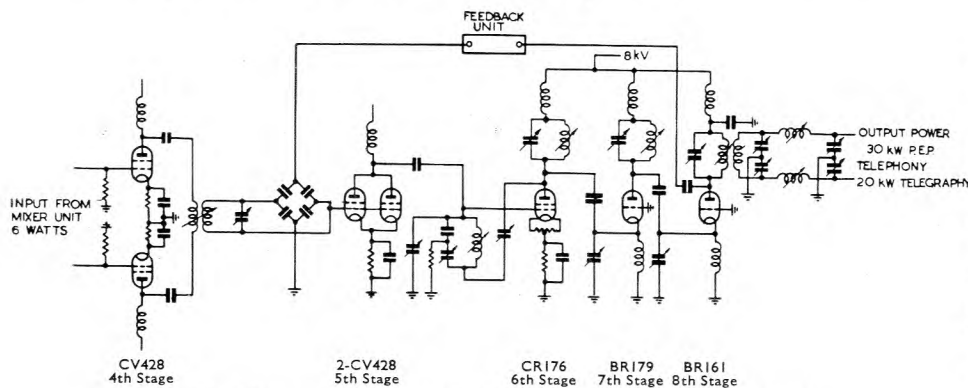 FEEDBACK
UNIT
8kV
INPUT FROM
MIXER UNIT
6 WATTS
OUTPUT POWER
30 kW P.E.P.
TELEPHONY
20 kW TELEGRAPHY
CV428
4th Stage
2-CV428
5th Stage
CR176
6th Stage
BR179
7th Stage
BR161
8th Stage